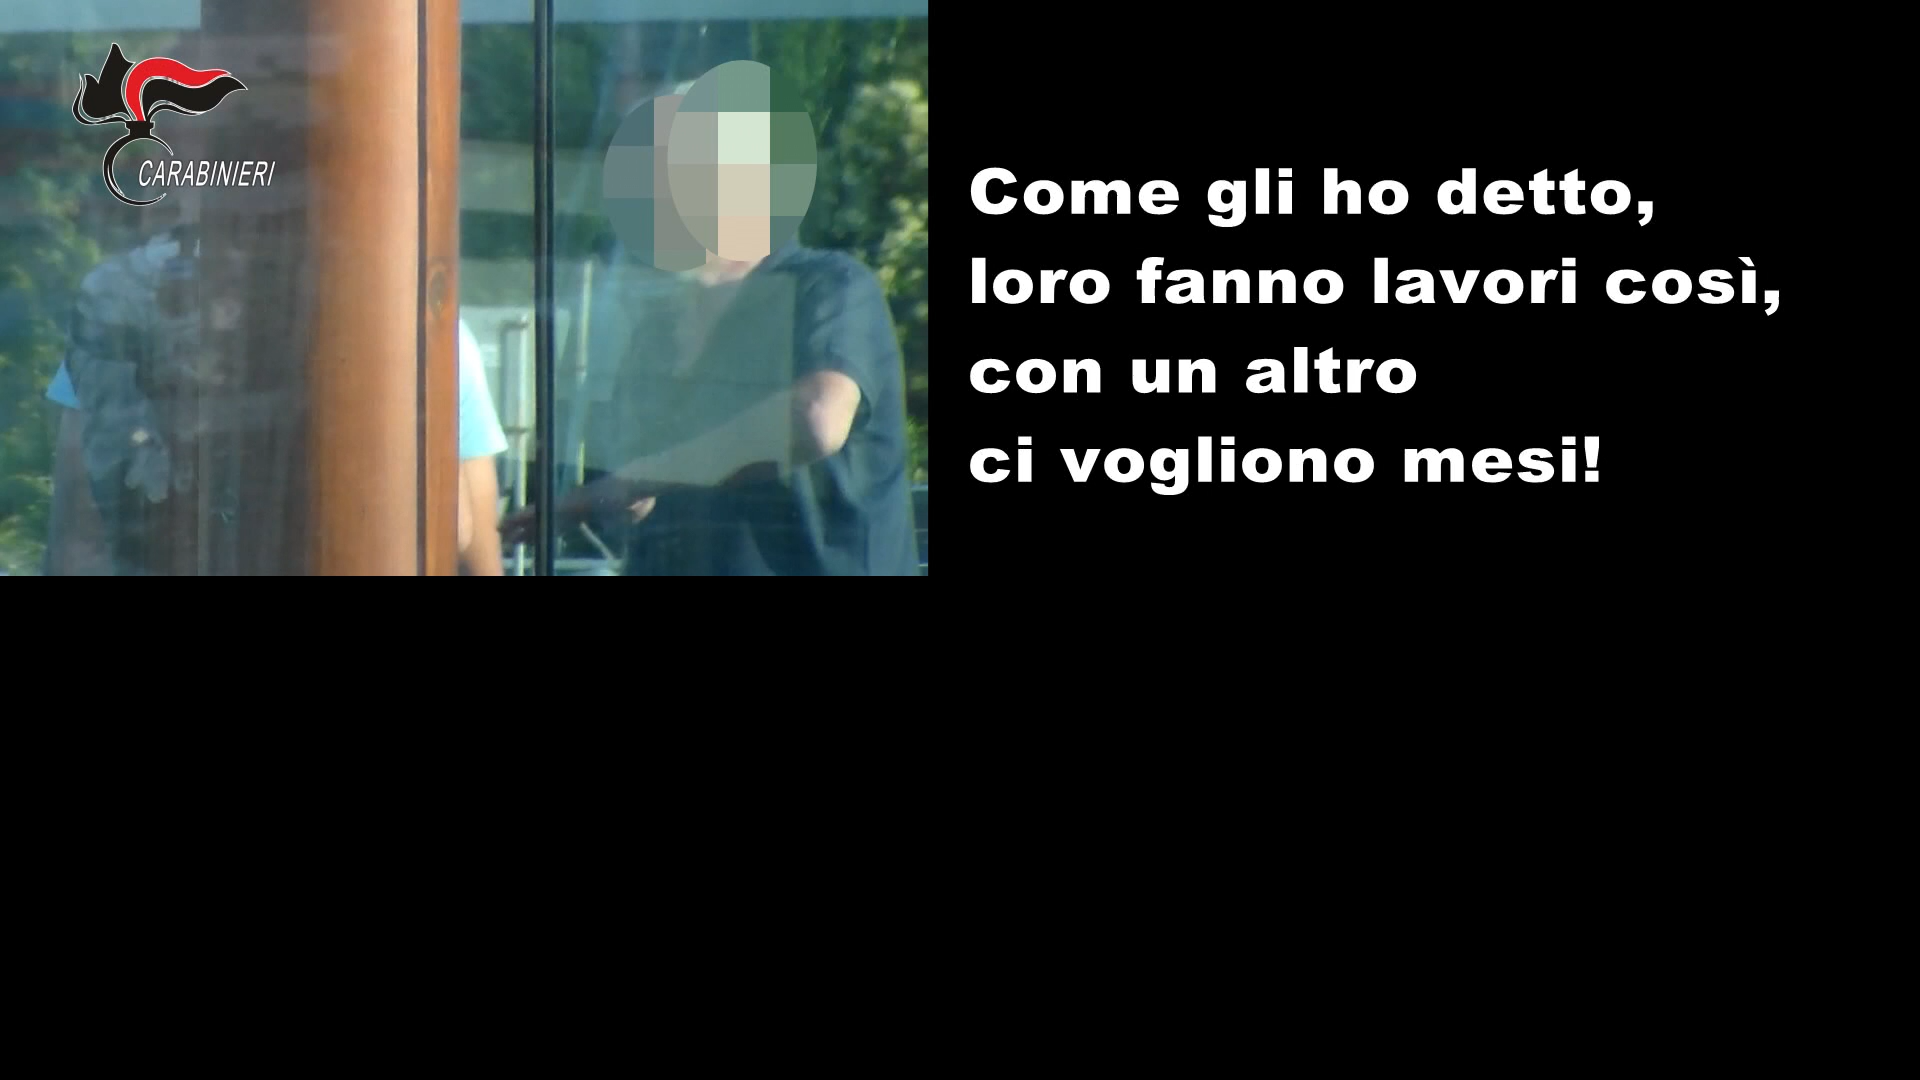 CARABINIERI
Come gli ho detto,
loro fanno lavori così,
con un altro
ci vogliono mesi!